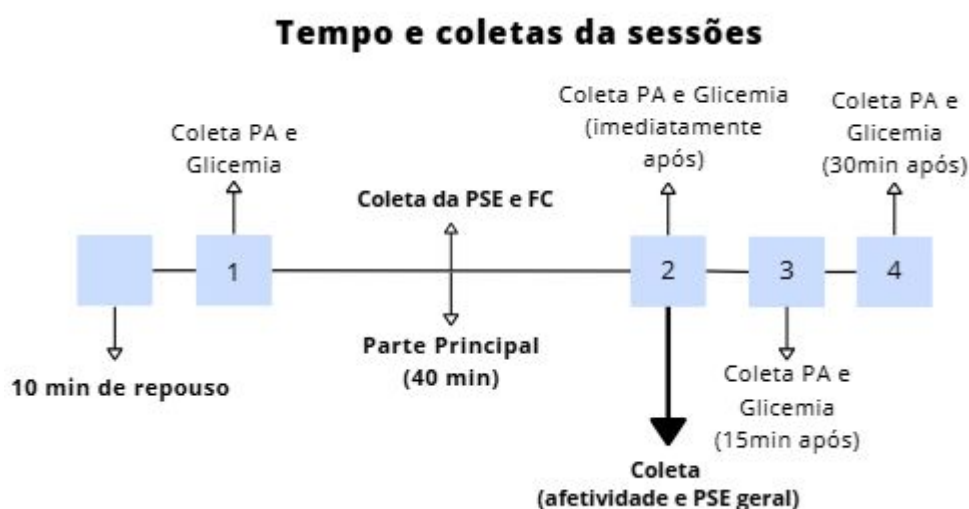 Tempo e coletas da sessões
Coleta PA e
Glicemia
Coleta da PSE e FC
Coleta PA e Glicemia
(imediatamente
após)
Coleta PA e
Glicemia
(30min após)
1
2
3
4
10 min de repouso
Parte Principal
(40 min)
Coleta PA e
Glicemia
(15min após)
Coleta
(afetividade e PSE geral)